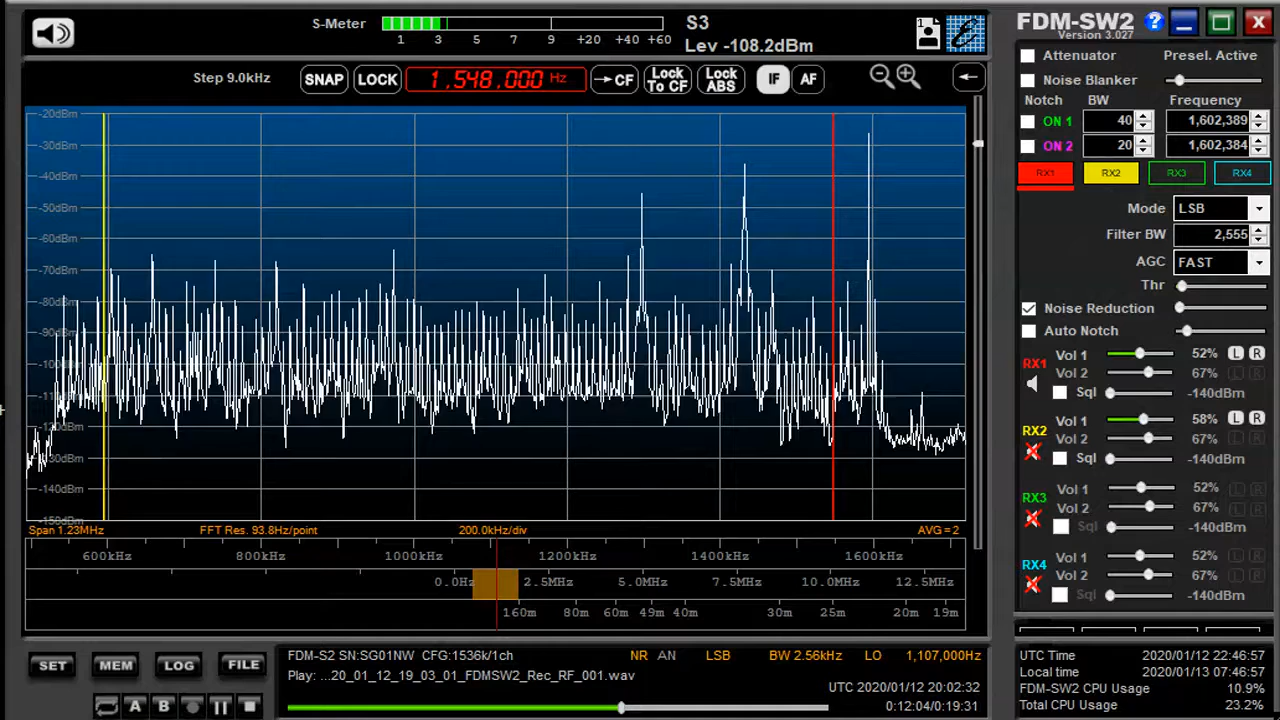 S-Meter
1 3 5 7 9 +20 +40 +60
S3
Lev -108.2dBm
FDM-SW2
Version 3.027
?
Step 9.0kHz
SNAP
LOCK
1.548.000 Hz
→CF
Lock To CF
Lock ABS
IF
AF
-20dBm
-30dBm
-40dBm
-50dBm
-60dBm
-70dBm
-80dBm
-90dBm
-100dBm
-110dBm
-120dBm
-130dBm
-140dBm
-150dBm
Span 1.23MHz
FFT Res. 93.8Hz/point
200.0kHz/div
AVG=2
600kHz 800kHz 1000kHz 1200kHz 1400kHz 1600kHz
0.0Hz 2.5MHz 5.0MHz 7.5MHz 10.0MHz 12.5MHz
160m 80m 60m 49m 40m 30m 25m 20m 19m
Attenuator
Presel. Active
Noise Blanker
Notch BW Frequency
ON 1 40 1,602,389
ON 2 20 1,602,384
RX1 RX2 RX3 RX4
Mode LSB
Filter BW 2,555
AGC FAST
Thr
Noise Reduction
Auto Notch
RX1
Vol 1 52% L R
Vol 2 67% L R
Sql -140dBm
RX2
Vol 1 58% L R
Vol 2 67% L R
Sql -140dBm
RX3
Vol 1 52% L R
Vol 2 67% L R
Sql -140dBm
RX4
Vol 1 52% L R
Vol 2 67% L R
Sql -140dBm
SET
MEM
LOG
FILE
A
B
FDM-S2 SN:SG01NW CFG:1536k/1ch
NR AN LSB BW 2.56kHz LO 1,107,000Hz
Play: ...20_01_12_19_03_01_FDMSW2_Rec_RF_001.wav
UTC 2020/01/12 20:02:32
0:12:04/0:19:31
UTC Time 2020/01/12 22:46:57
Local time 2020/01/13 07:46:57
FDM-SW2 CPU Usage 10.9%
Total CPU Usage 23.2%